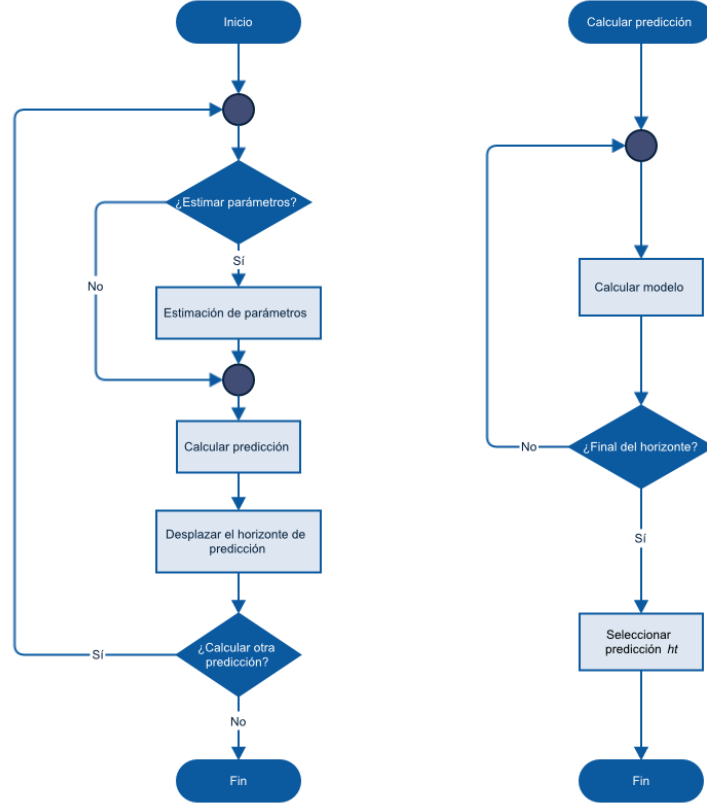 Inicio
¿Estimar parámetros?
Sí
No
Estimación de parámetros
Calcular predicción
Desplazar el horizonte de
predicción
¿Calcular otra
predicción?
Sí
No
Fin
Calcular predicción
Calcular modelo
¿Final del horizonte?
No
Sí
Seleccionar
predicción ht
Fin